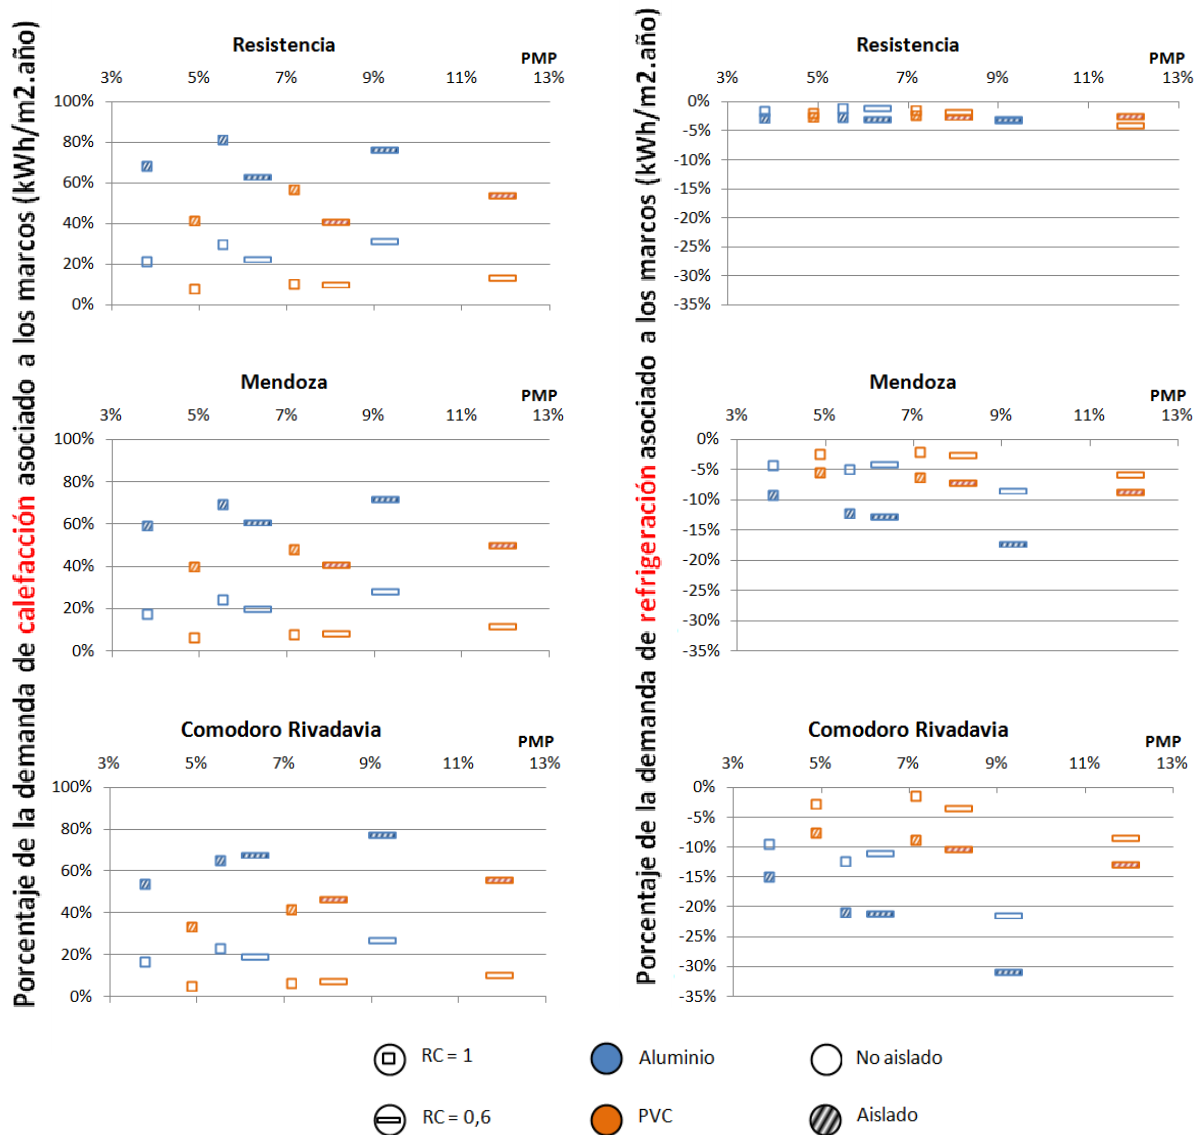 Porcentaje de la demanda de calefacción asociado a los marcos (kWh/m2.año)
Resistencia
PMP
3% 5% 7% 9% 11% 13%
100%
80%
60%
40%
20%
0%
Mendoza
PMP
3% 5% 7% 9% 11% 13%
100%
80%
60%
40%
20%
0%
Comodoro Rivadavia
PMP
3% 5% 7% 9% 11% 13%
100%
80%
60%
40%
20%
0%
Porcentaje de la demanda de refrigeración asociado a los marcos (kWh/m2.año)
Resistencia
PMP
3% 5% 7% 9% 11% 13%
0%
-5%
-10%
-15%
-20%
-25%
-30%
-35%
Mendoza
PMP
3% 5% 7% 9% 11% 13%
0%
-5%
-10%
-15%
-20%
-25%
-30%
-35%
Comodoro Rivadavia
PMP
3% 5% 7% 9% 11% 13%
0%
-5%
-10%
-15%
-20%
-25%
-30%
-35%
RC = 1 Aluminio No aislado
RC = 0,6 PVC Aislado